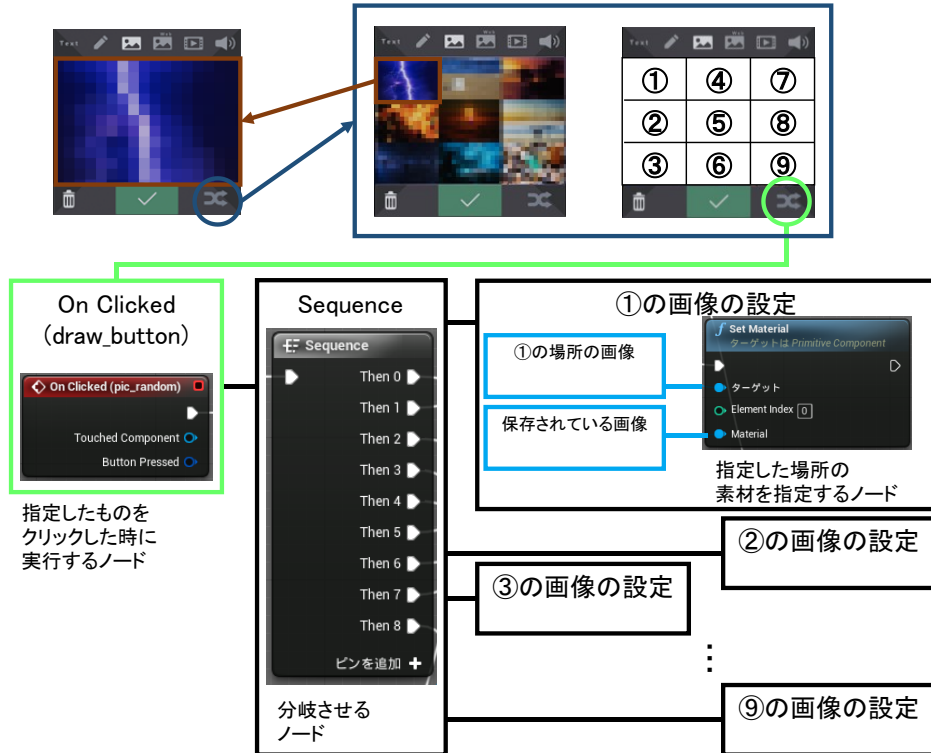 Text
Web
Text
Web
Text
Web
① ④ ⑦
② ⑤ ⑧
③ ⑥ ⑨
On Clicked
(draw_button)
On Clicked (pic_random)
Touched Component
Button Pressed
指定したものを
クリックした時に
実行するノード
Sequence
Sequence
Then 0
Then 1
Then 2
Then 3
Then 4
Then 5
Then 6
Then 7
Then 8
ピンを追加
分岐させる
ノード
①の画像の設定
①の場所の画像
保存されている画像
f Set Material
ターゲットは Primitive Component
ターゲット
Element Index 0
Material
指定した場所の
素材を指定するノード
②の画像の設定
③の画像の設定
⋮
⑨の画像の設定